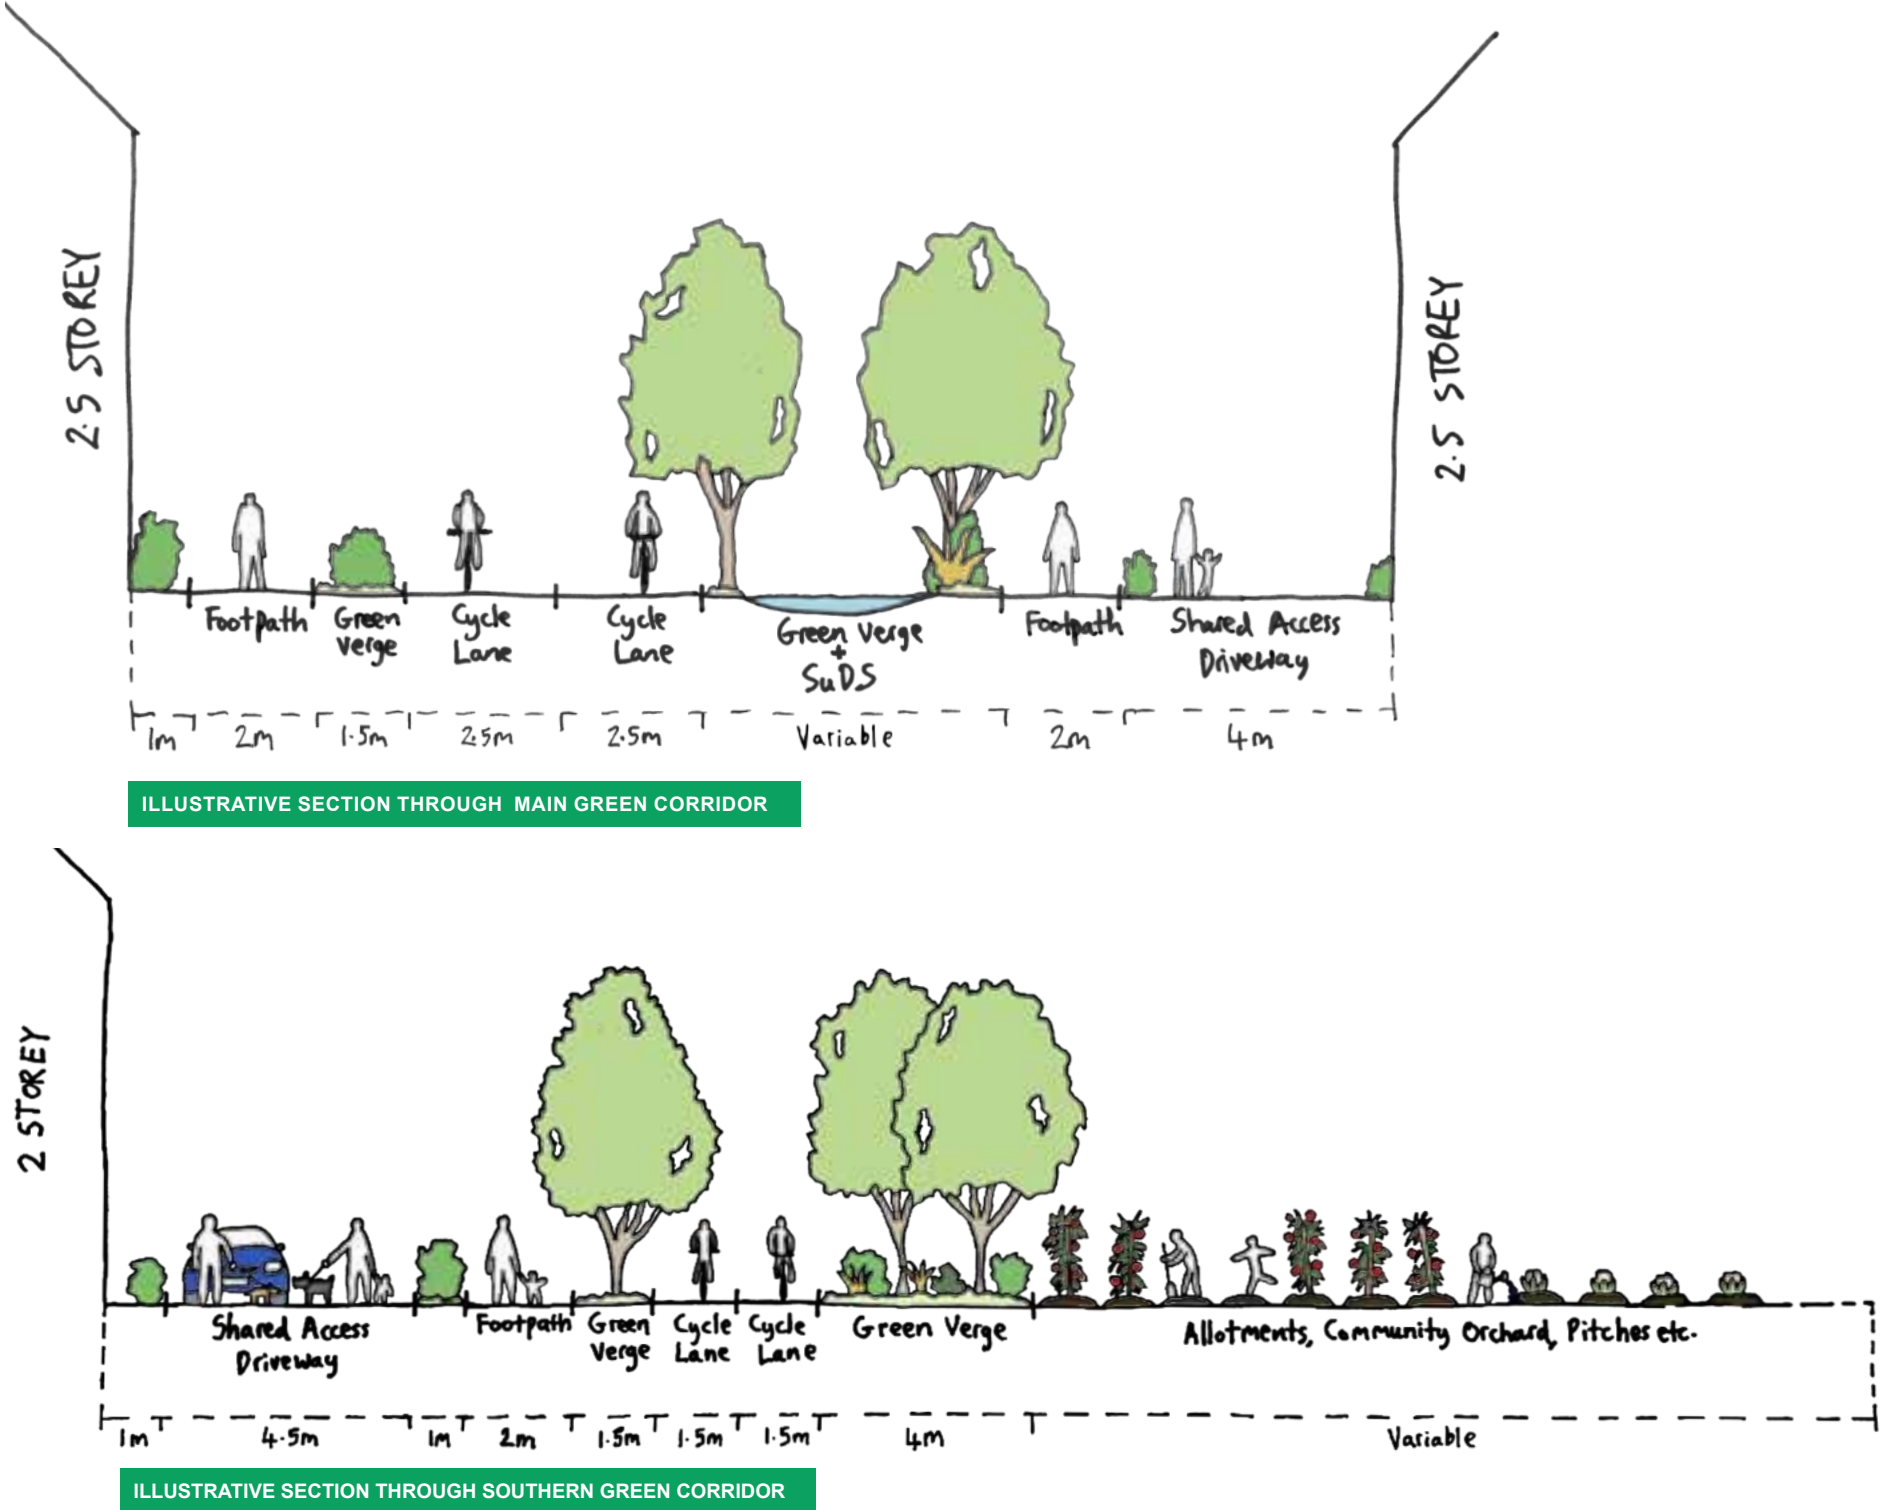 2.5 STOREY
2.5 STOREY
Footpath
Green
Verge
Cycle
Lane
Cycle
Lane
Green Verge
+
SuDS
Footpath
Shared Access
Driveway
1m
2m
1.5m
2.5m
2.5m
Variable
2m
4m
ILLUSTRATIVE SECTION THROUGH MAIN GREEN CORRIDOR
2 STOREY
Shared Access
Driveway
Footpath
Green
Verge
Cycle
Lane
Cycle
Lane
Green Verge
Allotments, Community Orchard, Pitches etc.
1m
4.5m
1m
2m
1.5m
1.5m
1.5m
4m
Variable
ILLUSTRATIVE SECTION THROUGH SOUTHERN GREEN CORRIDOR